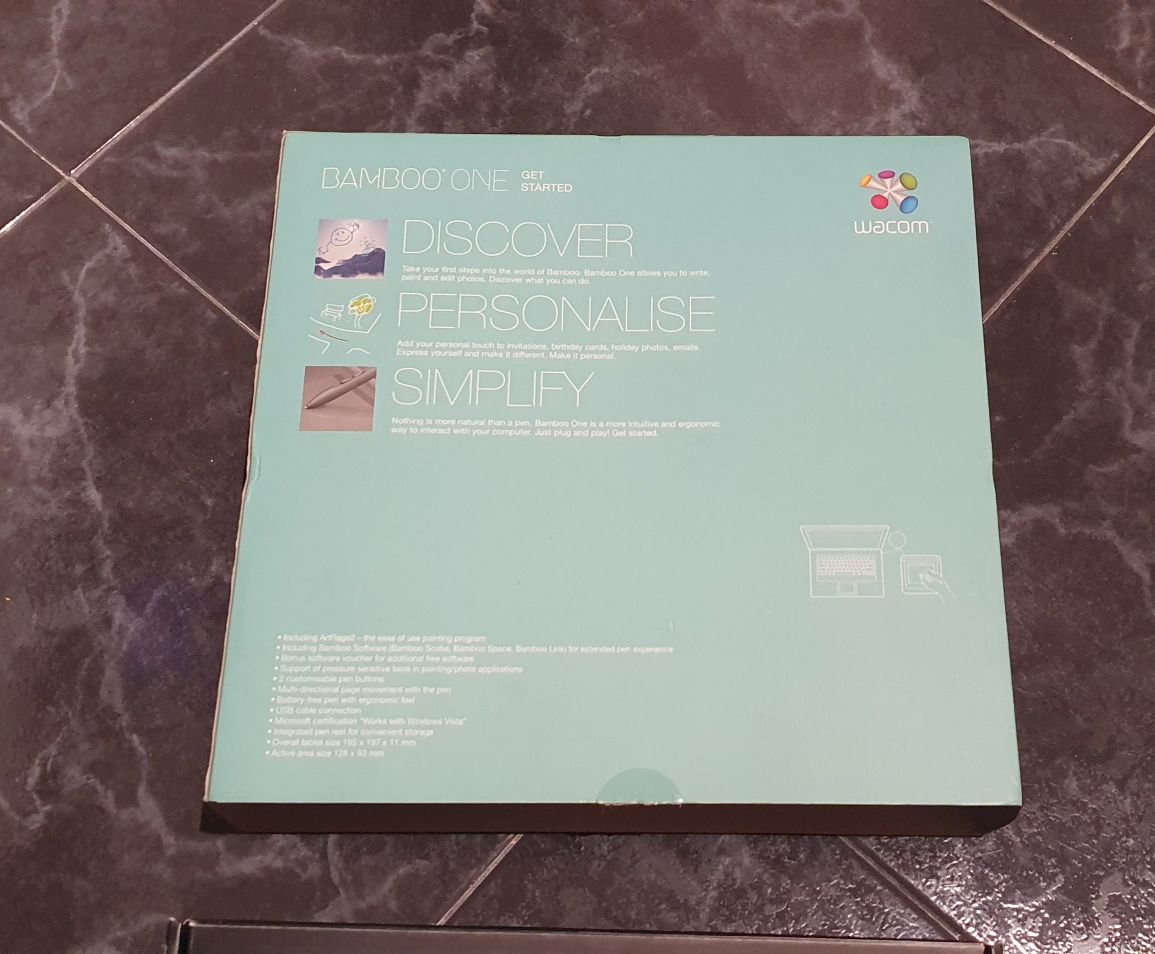 BAMBOO® ONE GET STARTED
wacom™
DISCOVER
Take your first steps into the world of Bamboo. Bamboo One allows you to write,
paint and edit photos. Discover what you can do.
PERSONALISE
Add your personal touch to invitations, birthday cards, holiday photos, emails.
Express yourself and make it different. Make it personal.
SIMPLIFY
Nothing is more natural than a pen. Bamboo One is a more intuitive and ergonomic
way to interact with your computer. Just plug and play! Get started.
• Including ArtRage2 – the ease of use painting program
• Including Bamboo Software (Bamboo Scribe, Bamboo Space, Bamboo Link) for extended pen experience
• Bonus software voucher for additional free software
• Support of pressure sensitive tools in painting/photo applications
• 2 customisable pen buttons
• Multi-directional page movement with the pen
• Battery-free pen with ergonomic feel
• USB cable connection
• Microsoft certification "Works with Windows Vista"
• Integrated pen rest for convenient storage
• Overall tablet size 195 x 197 x 11 mm
• Active area size 128 x 93 mm